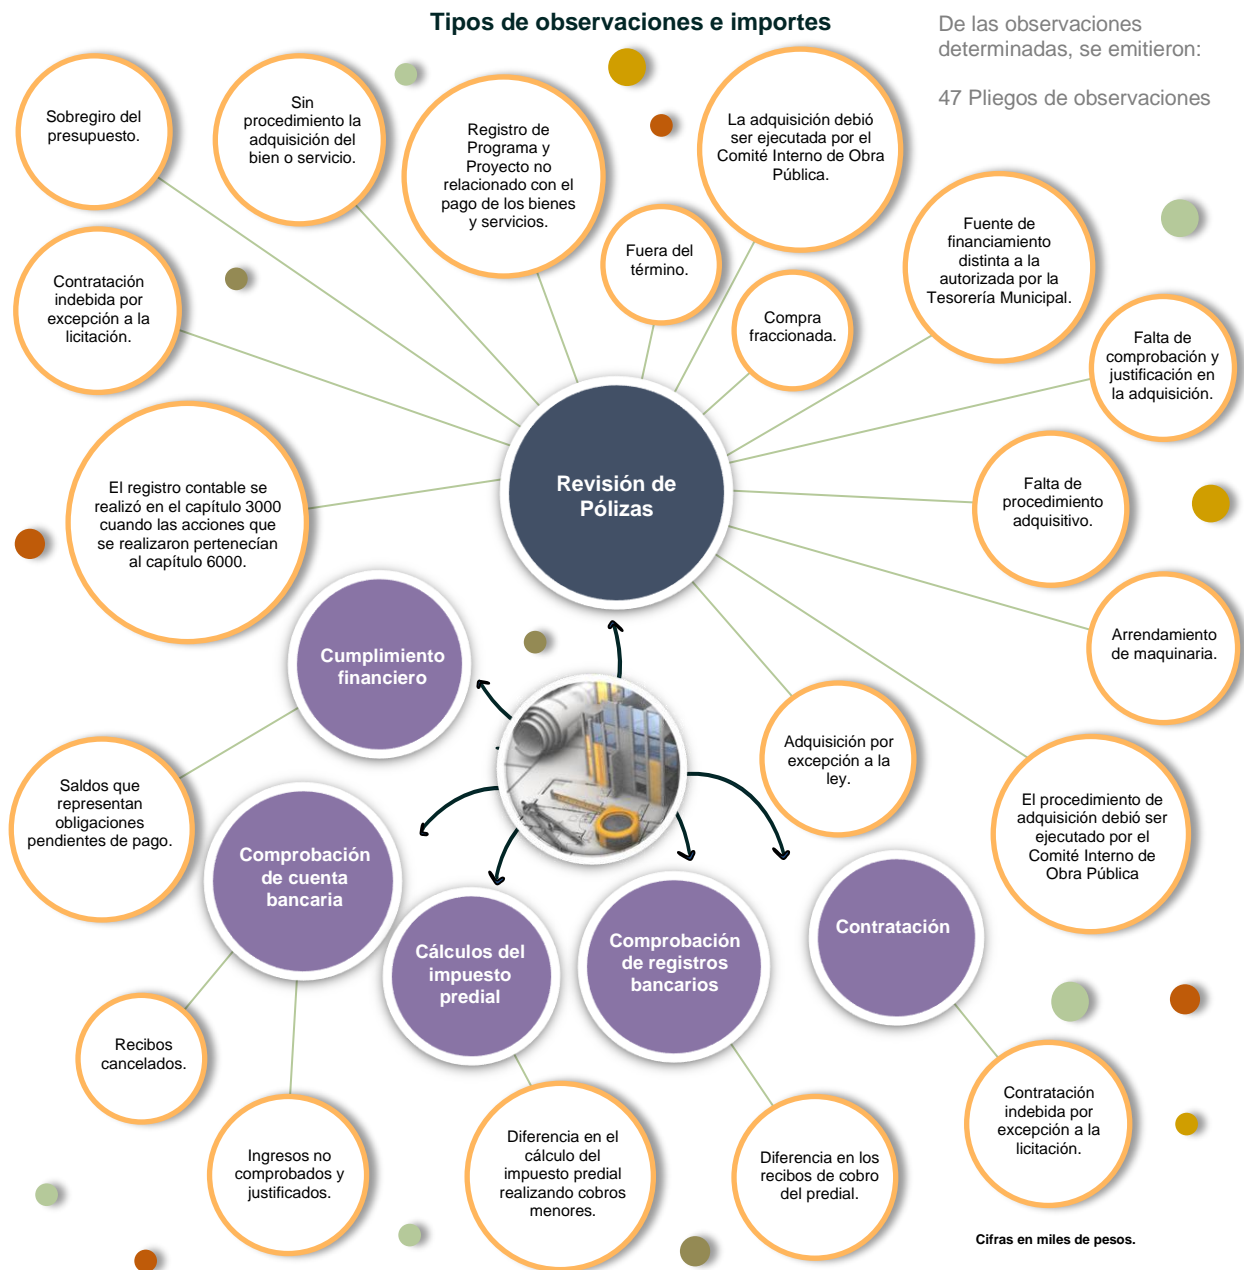 Tipos de observaciones e importes
De las observaciones
determinadas, se emitieron:
47 Pliegos de observaciones
Sobregiro del
presupuesto.
Sin
procedimiento la
adquisición del
bien o servicio.
Registro de
Programa y
Proyecto no
relacionado con el
pago de los bienes
y servicios.
La adquisición debió
ser ejecutada por el
Comité Interno de Obra
Pública.
Fuera del
término.
Fuente de
financiamiento
distinta a la
autorizada por la
Tesorería Municipal.
Contratación
indebida por
excepción a la
licitación.
Compra
fraccionada.
Falta de
comprobación y
justificación en
la adquisición.
El registro contable se
realizó en el capítulo 3000
cuando las acciones que
se realizaron pertenecían
al capítulo 6000.
Revisión de
Pólizas
Falta de
procedimiento
adquisitivo.
Arrendamiento
de maquinaria.
Cumplimiento
financiero
Adquisición por
excepción a la
ley.
Saldos que
representan
obligaciones
pendientes de pago.
El procedimiento de
adquisición debió ser
ejecutado por el
Comité Interno de
Obra Pública
Comprobación
de cuenta
bancaria
Cálculos del
impuesto
predial
Comprobación
de registros
bancarios
Contratación
Recibos
cancelados.
Ingresos no
comprobados y
justificados.
Diferencia en el
cálculo del
impuesto predial
realizando cobros
menores.
Diferencia en los
recibos de cobro
del predial.
Contratación
indebida por
excepción a la
licitación.
Cifras en miles de pesos.